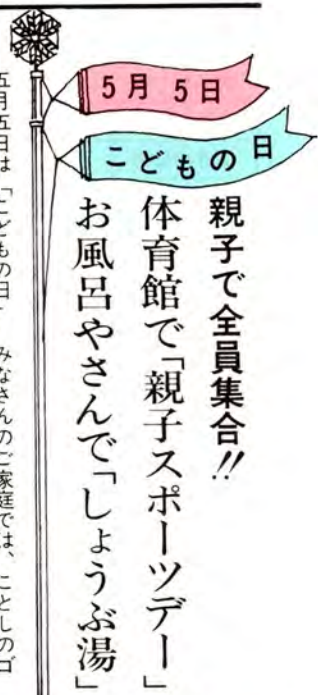 5月5日
こどもの日
親子で全員集合!!
体育館で「親子スポーツデー」
お風呂やさんで「しょうぶ湯」
五月五日は「こどもの日」 みなさんのご家庭では、ことしのゴ